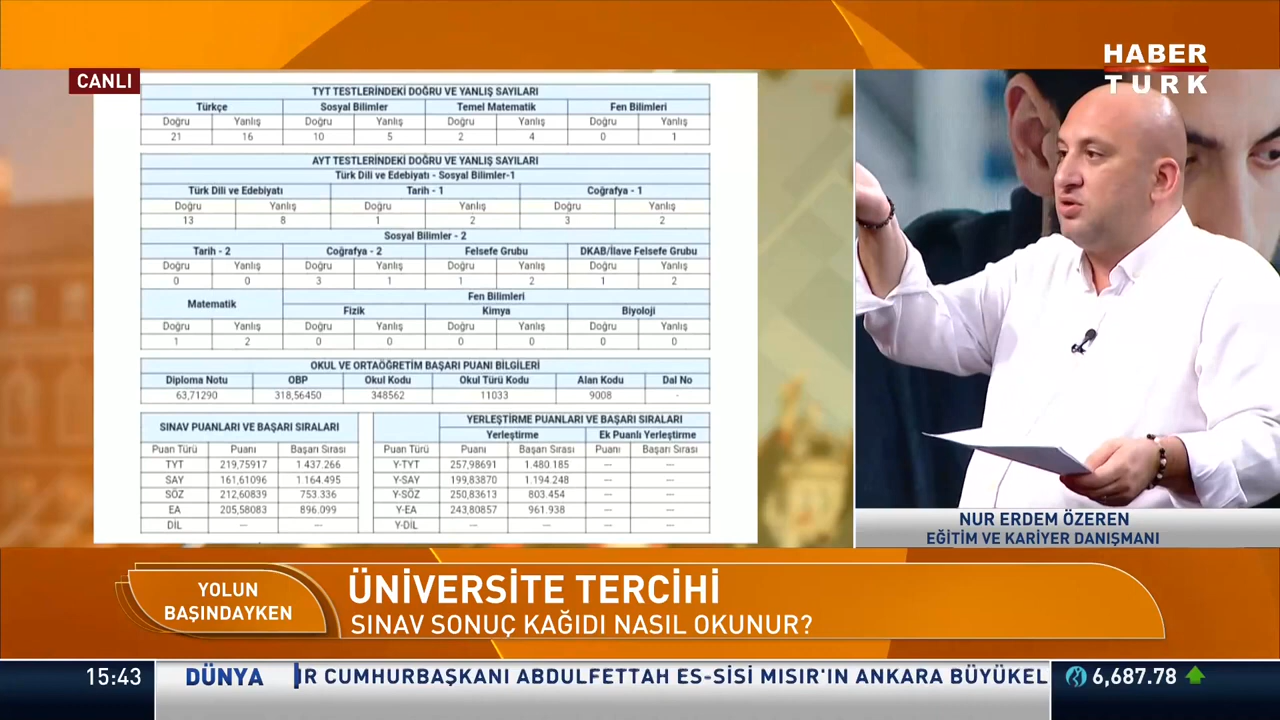 HABER
TÜRK
CANLI
TYT TESTLERİNDEKİ DOĞRU VE YANLIŞ SAYILARI
Türkçe Sosyal Bilimler Temel Matematik Fen Bilimleri
Doğru Yanlış Doğru Yanlış Doğru Yanlış Doğru Yanlış
21 16 10 5 2 4 0 1
AYT TESTLERİNDEKİ DOĞRU VE YANLIŞ SAYILARI
Türk Dili ve Edebiyatı - Sosyal Bilimler-1
Türk Dili ve Edebiyatı Tarih - 1 Coğrafya - 1
Doğru Yanlış Doğru Yanlış Doğru Yanlış
13 8 1 2 3 2
Sosyal Bilimler - 2
Tarih - 2 Coğrafya - 2 Felsefe Grubu DKAB/İlave Felsefe Grubu
Doğru Yanlış Doğru Yanlış Doğru Yanlış Doğru Yanlış
0 0 3 1 1 2 1 2
Matematik Fen Bilimleri
Fizik Kimya Biyoloji
Doğru Yanlış Doğru Yanlış Doğru Yanlış Doğru Yanlış
1 2 0 0 0 0 0 0
OKUL VE ORTAÖĞRETİM BAŞARI PUANI BİLGİLERİ
Diploma Notu OBP Okul Kodu Okul Türü Kodu Alan Kodu Dal No
63,71290 318,56450 348562 11033 9008 -
SINAV PUANLARI VE BAŞARI SIRALARI
Puan Türü Puanı Başarı Sırası
TYT 219,75917 1.437.266
SAY 161,61096 1.164.495
SÖZ 212,60839 753.336
EA 205,58083 896.099
DİL --- ---
YERLEŞTİRME PUANLARI VE BAŞARI SIRALARI
Yerleştirme Ek Puanlı Yerleştirme
Puan Türü Puanı Başarı Sırası Puanı Başarı Sırası
Y-TYT 257,98691 1.480.185 --- ---
Y-SAY 199,83870 1.194.248 --- ---
Y-SÖZ 250,83613 803.454 --- ---
Y-EA 243,80857 961.938 --- ---
Y-DİL --- --- --- ---
NUR ERDEM ÖZEREN
EĞİTİM VE KARİYER DANIŞMANI
YOLUN
BAŞINDAYKEN
ÜNİVERSİTE TERCİHİ
SINAV SONUÇ KAĞIDI NASIL OKUNUR?
15:43 DÜNYA IR CUMHURBAŞKANI ABDULFETTAH ES-SİSİ MISIR'IN ANKARA BÜYÜKEL 6,687.78